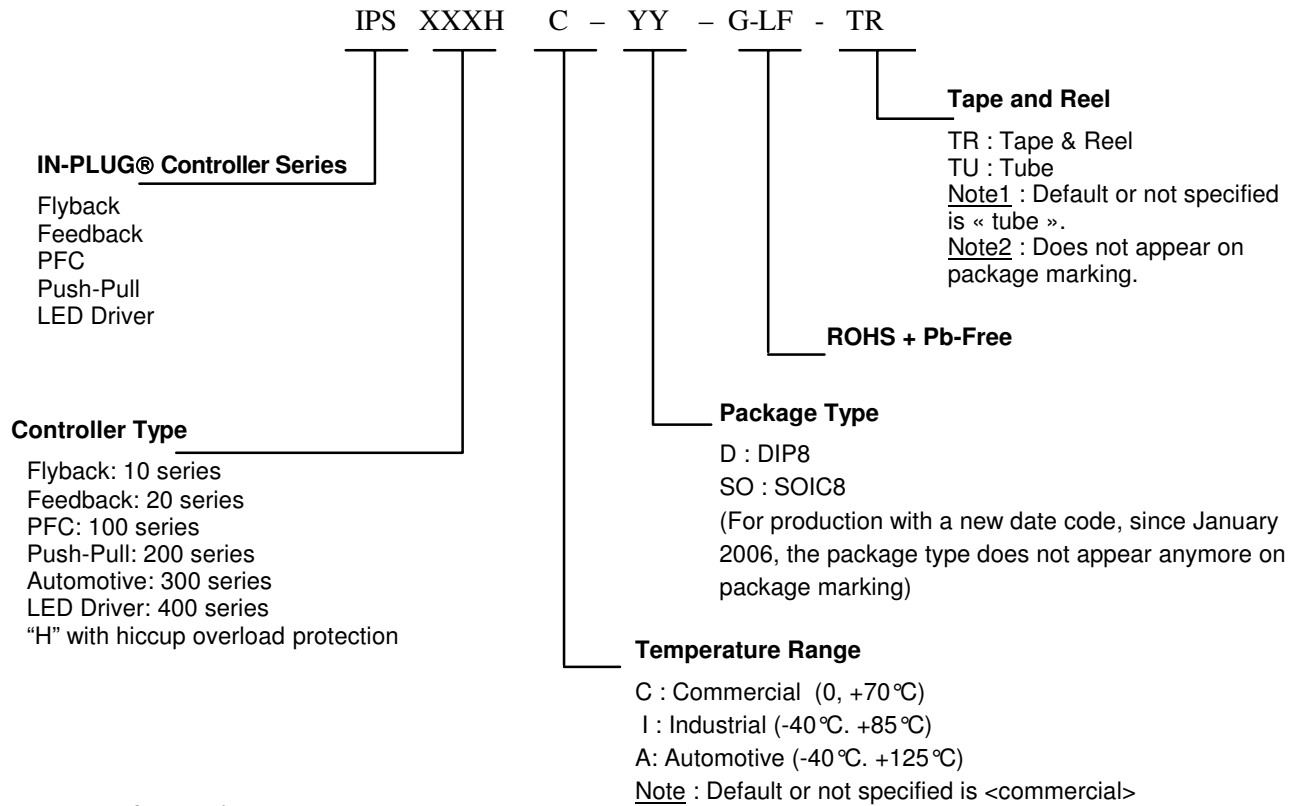 IPS XXXH C – YY – G-LF - TR
Tape and Reel
TR : Tape & Reel
TU : Tube
Note1 : Default or not specified
is « tube ».
Note2 : Does not appear on
package marking.
IN-PLUG® Controller Series
Flyback
Feedback
PFC
Push-Pull
LED Driver
ROHS + Pb-Free
Package Type
D : DIP8
SO : SOIC8
(For production with a new date code, since January
2006, the package type does not appear anymore on
package marking)
Controller Type
Flyback: 10 series
Feedback: 20 series
PFC: 100 series
Push-Pull: 200 series
Automotive: 300 series
LED Driver: 400 series
“H” with hiccup overload protection
Temperature Range
C : Commercial (0, +70°C)
I : Industrial (-40°C. +85°C)
A: Automotive (-40°C. +125°C)
Note : Default or not specified is <commercial>